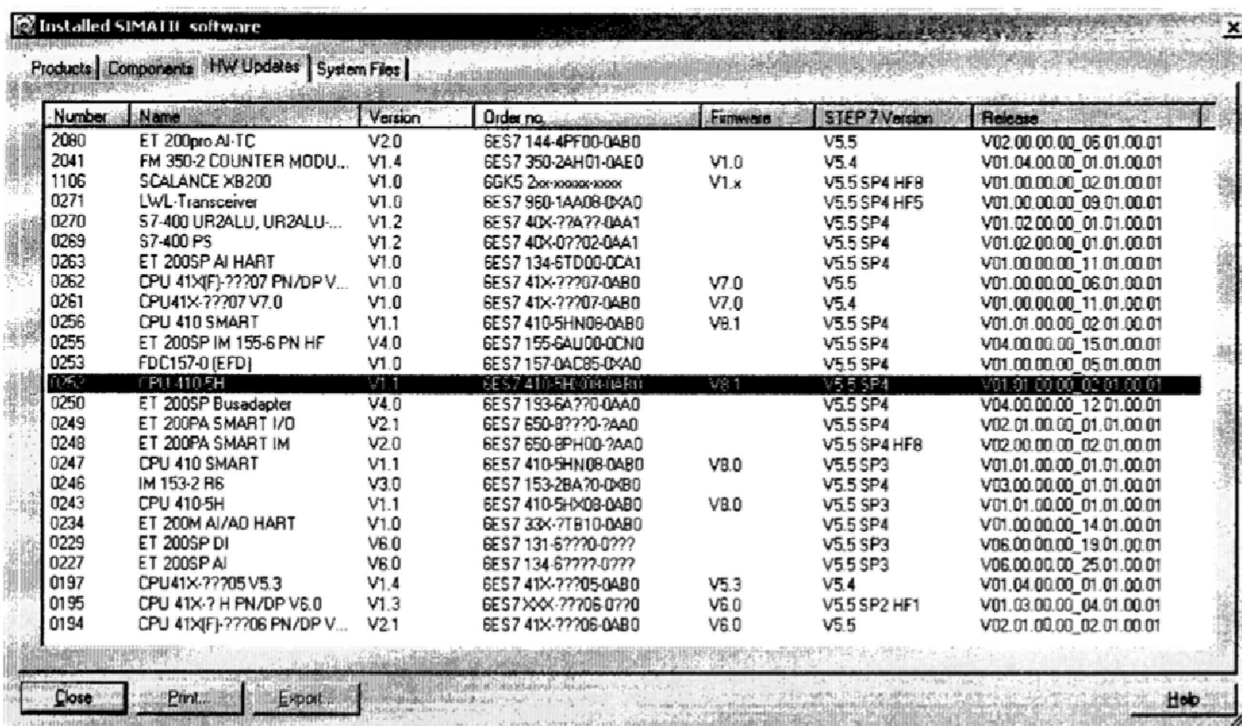 Installed SIMATIC software
Products Components HW Updates System Files
Number Name Version Order no. Firmware STEP 7 Version Release
2080 ET 200pro AI-TC V2.0 6ES7 144-4PF00-0AB0 V5.5 V02.00.00.00_05.01.00.01
2041 FM 350-2 COUNTER MODU... V1.4 6ES7 350-2AH01-0AE0 V1.0 V5.4 V01.04.00.00_01.01.00.01
1106 SCALANCE XB200 V1.0 6GK5 2xx-xxxxx-xxxx V1.x V5.5 SP4 HF8 V01.00.00.00_02.01.00.01
0271 LWL-Transceiver V1.0 6ES7 960-1AA08-0XA0 V5.5 SP4 HF5 V01.00.00.00_09.01.00.01
0270 S7-400 UR2ALU, UR2ALU-... V1.2 6ES7 40X-??A??-0AA1 V5.5 SP4 V01.02.00.00_01.01.00.01
0269 S7-400 PS V1.2 6ES7 40X-0??02-0AA1 V5.5 SP4 V01.02.00.00_01.01.00.01
0263 ET 200SP AI HART V1.0 6ES7 134-6TD00-0CA1 V5.5 SP4 V01.00.00.00_11.01.00.01
0262 CPU 41X(F)-???07 PN/DP V... V1.0 6ES7 41X-???07-0AB0 V7.0 V5.5 V01.00.00.00_06.01.00.01
0261 CPU41X-???07 V7.0 V1.0 6ES7 41X-???07-0AB0 V7.0 V5.4 V01.00.00.00_11.01.00.01
0256 CPU 410 SMART V1.1 6ES7 410-5HN08-0AB0 V8.1 V5.5 SP4 V01.01.00.00_02.01.00.01
0255 ET 200SP IM 155-6 PN HF V4.0 6ES7 155-6AU00-0CN0 V5.5 SP4 V04.00.00.00_15.01.00.01
0253 FDC157-0 (EFD) V1.0 6ES7 157-0AC85-0XA0 V5.5 SP4 V01.00.00.00_05.01.00.01
0252 CPU 410-5H V1.1 6ES7 410-5HX08-0AB0 V8.1 V5.5 SP4 V01.01.00.00_02.01.00.01
0250 ET 200SP Busadapter V4.0 6ES7 193-6A??0-0AA0 V5.5 SP4 V04.00.00.00_12.01.00.01
0249 ET 200PA SMART I/O V2.1 6ES7 650-8???0-?AA0 V5.5 SP4 V02.01.00.00_01.01.00.01
0248 ET 200PA SMART IM V2.0 6ES7 650-8PH00-?AA0 V5.5 SP4 HF8 V02.00.00.00_02.01.00.01
0247 CPU 410 SMART V1.1 6ES7 410-5HN08-0AB0 V8.0 V5.5 SP3 V01.01.00.00_01.01.00.01
0246 IM 153-2 R6 V3.0 6ES7 153-2BA?0-0XB0 V5.5 SP4 V03.00.00.00_01.01.00.01
0243 CPU 410-5H V1.1 6ES7 410-5HX08-0AB0 V8.0 V5.5 SP3 V01.01.00.00_01.01.00.01
0234 ET 200M AI/AO HART V1.0 6ES7 33X-?TB10-0AB0 V5.5 SP4 V01.00.00.00_14.01.00.01
0229 ET 200SP DI V6.0 6ES7 131-6???0-0??? V5.5 SP3 V06.00.00.00_19.01.00.01
0227 ET 200SP AI V6.0 6ES7 134-6????-0??? V5.5 SP3 V06.00.00.00_25.01.00.01
0197 CPU41X-???05 V5.3 V1.4 6ES7 41X-???05-0AB0 V5.3 V5.4 V01.04.00.00_01.01.00.01
0195 CPU 41X-? H PN/DP V6.0 V1.3 6ES7 XXX-???06-0??0 V6.0 V5.5 SP2 HF1 V01.03.00.00_04.01.00.01
0194 CPU 41X(F)-???06 PN/DP V... V2.1 6ES7 41X-???06-0AB0 V6.0 V5.5 V02.01.00.00_02.01.00.01
Close Print... Export... Help